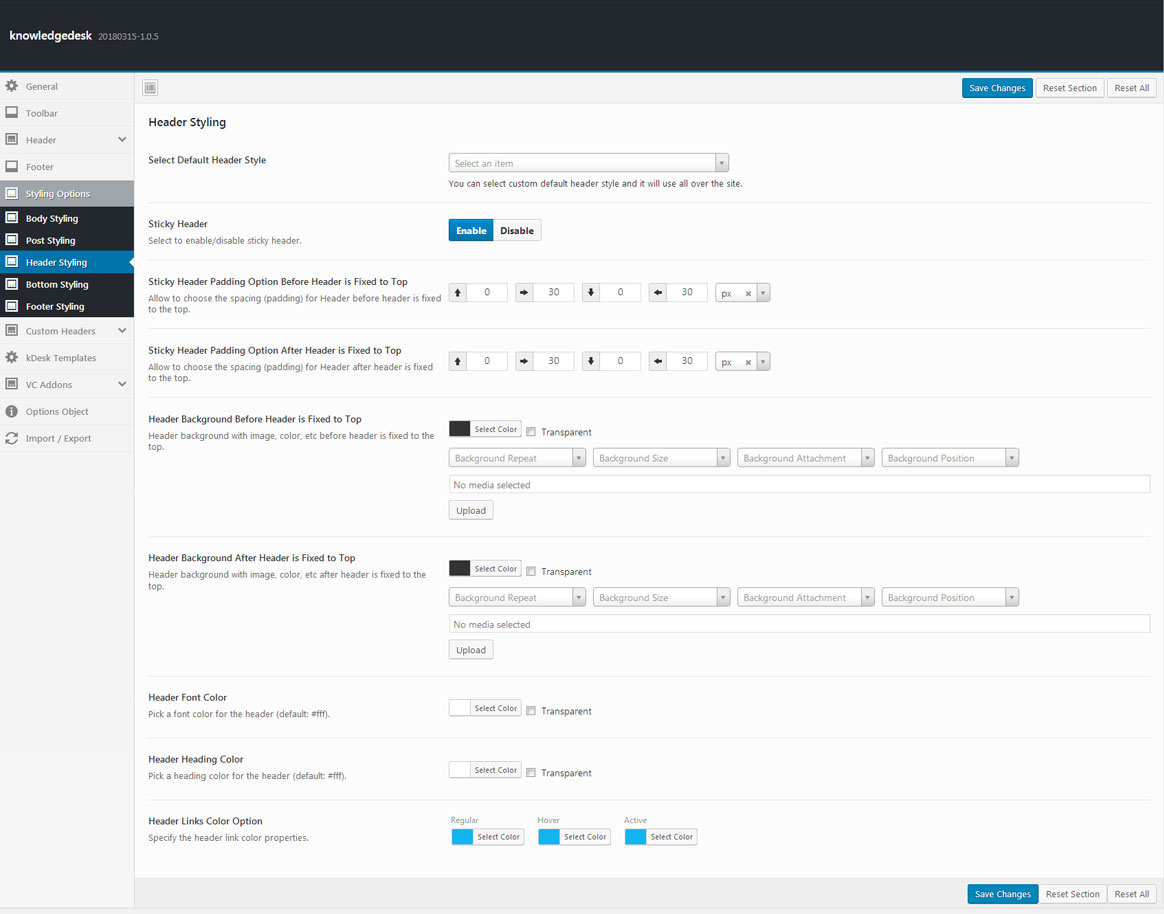 knowledgedesk 20180315-1.0.5
General
Toolbar
Header
Footer
Styling Options
Body Styling
Post Styling
Header Styling
Bottom Styling
Footer Styling
Custom Headers
kDesk Templates
VC Addons
Options Object
Import / Export
Save Changes Reset Section Reset All
Header Styling
Select Default Header Style
Select an item
You can select custom default header style and it will use all over the site.
Sticky Header
Select to enable/disable sticky header.
Enable Disable
Sticky Header Padding Option Before Header is Fixed to Top
Allow to choose the spacing (padding) for Header before header is fixed
to the top.
0 30 0 30 px
Sticky Header Padding Option After Header is Fixed to Top
Allow to choose the spacing (padding) for Header after header is fixed
to the top.
0 30 0 30 px
Header Background Before Header is Fixed to Top
Header background with image, color, etc before header is fixed to the
top.
Select Color Transparent
Background Repeat Background Size Background Attachment Background Position
No media selected
Upload
Header Background After Header is Fixed to Top
Header background with image, color, etc after header is fixed to the
top.
Select Color Transparent
Background Repeat Background Size Background Attachment Background Position
No media selected
Upload
Header Font Color
Pick a font color for the header (default: #fff).
Select Color Transparent
Header Heading Color
Pick a heading color for the header (default: #fff).
Select Color Transparent
Header Links Color Option
Specify the header link color properties.
Regular Hover Active
Select Color Select Color Select Color
Save Changes Reset Section Reset All